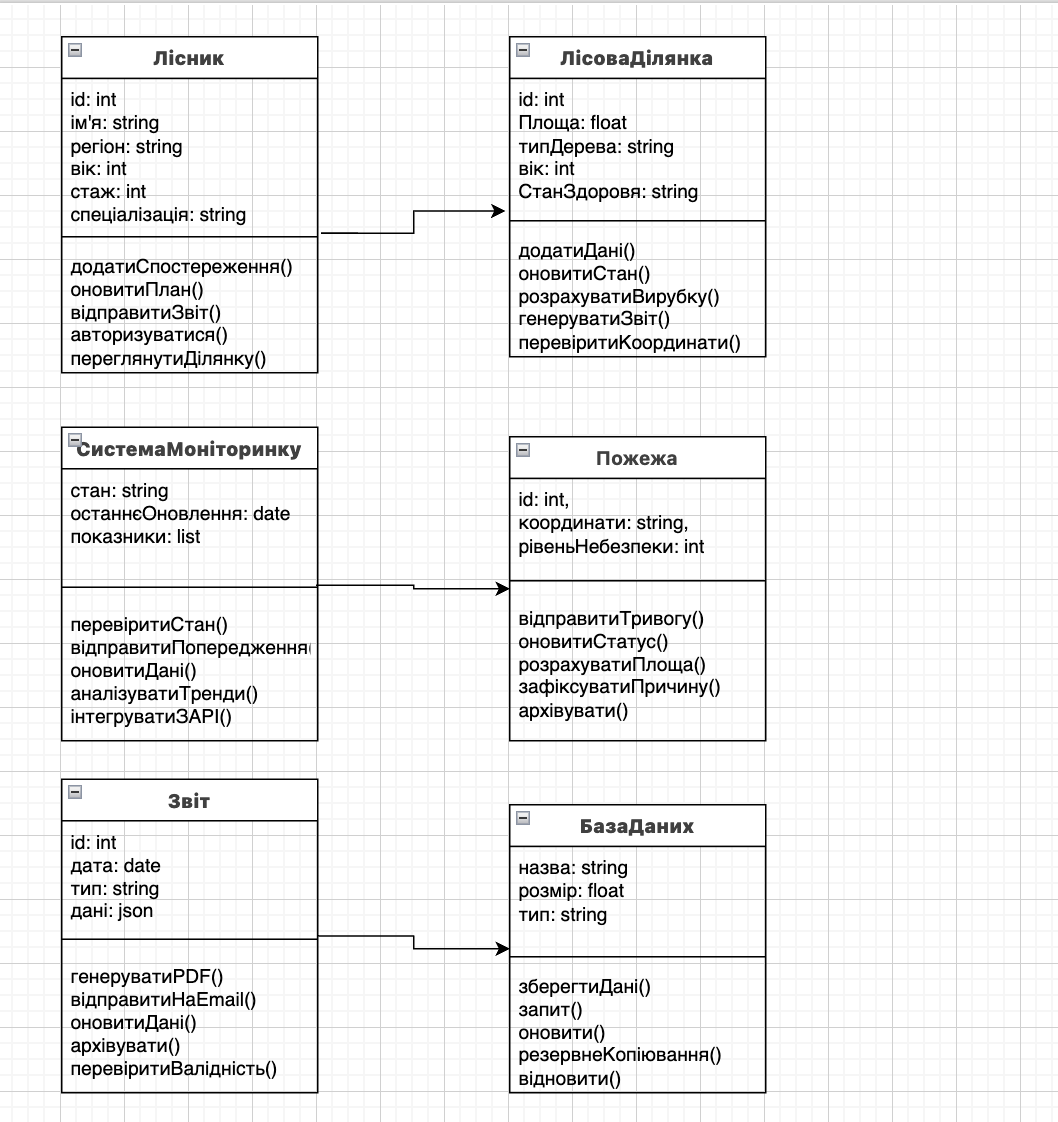 Лісник
id: int
ім'я: string
регіон: string
вік: int
стаж: int
спеціалізація: string
додатиСпостереження()
оновитиПлан()
відправитиЗвіт()
авторизуватися()
переглянутиДілянку()
ЛісоваДілянка
id: int
Площа: float
типДерева: string
вік: int
СтанЗдоровя: string
додатиДані()
оновитиСтан()
розрахуватиВирубку()
генеруватиЗвіт()
перевіритиКоординати()
СистемаМоніторинку
стан: string
останнєОновлення: date
показники: list
перевіритиСтан()
відправитиПопередження(
оновитиДані()
аналізуватиТренди()
інтегруватиЗАРІ()
Пожежа
id: int,
координати: string,
рівеньНебезпеки: int
відправитиТривогу()
оновитиСтатус()
розрахуватиПлоща()
зафіксуватиПричину()
архівувати()
Звіт
id: int
дата: date
тип: string
дані: json
генеруватиPDF()
відправитиНаEmail()
оновитиДані()
архівувати()
перевіритиВалідність()
БазаДаних
назва: string
розмір: float
тип: string
зберегтиДані()
запит()
оновити()
резервнеКопіювання()
відновити()